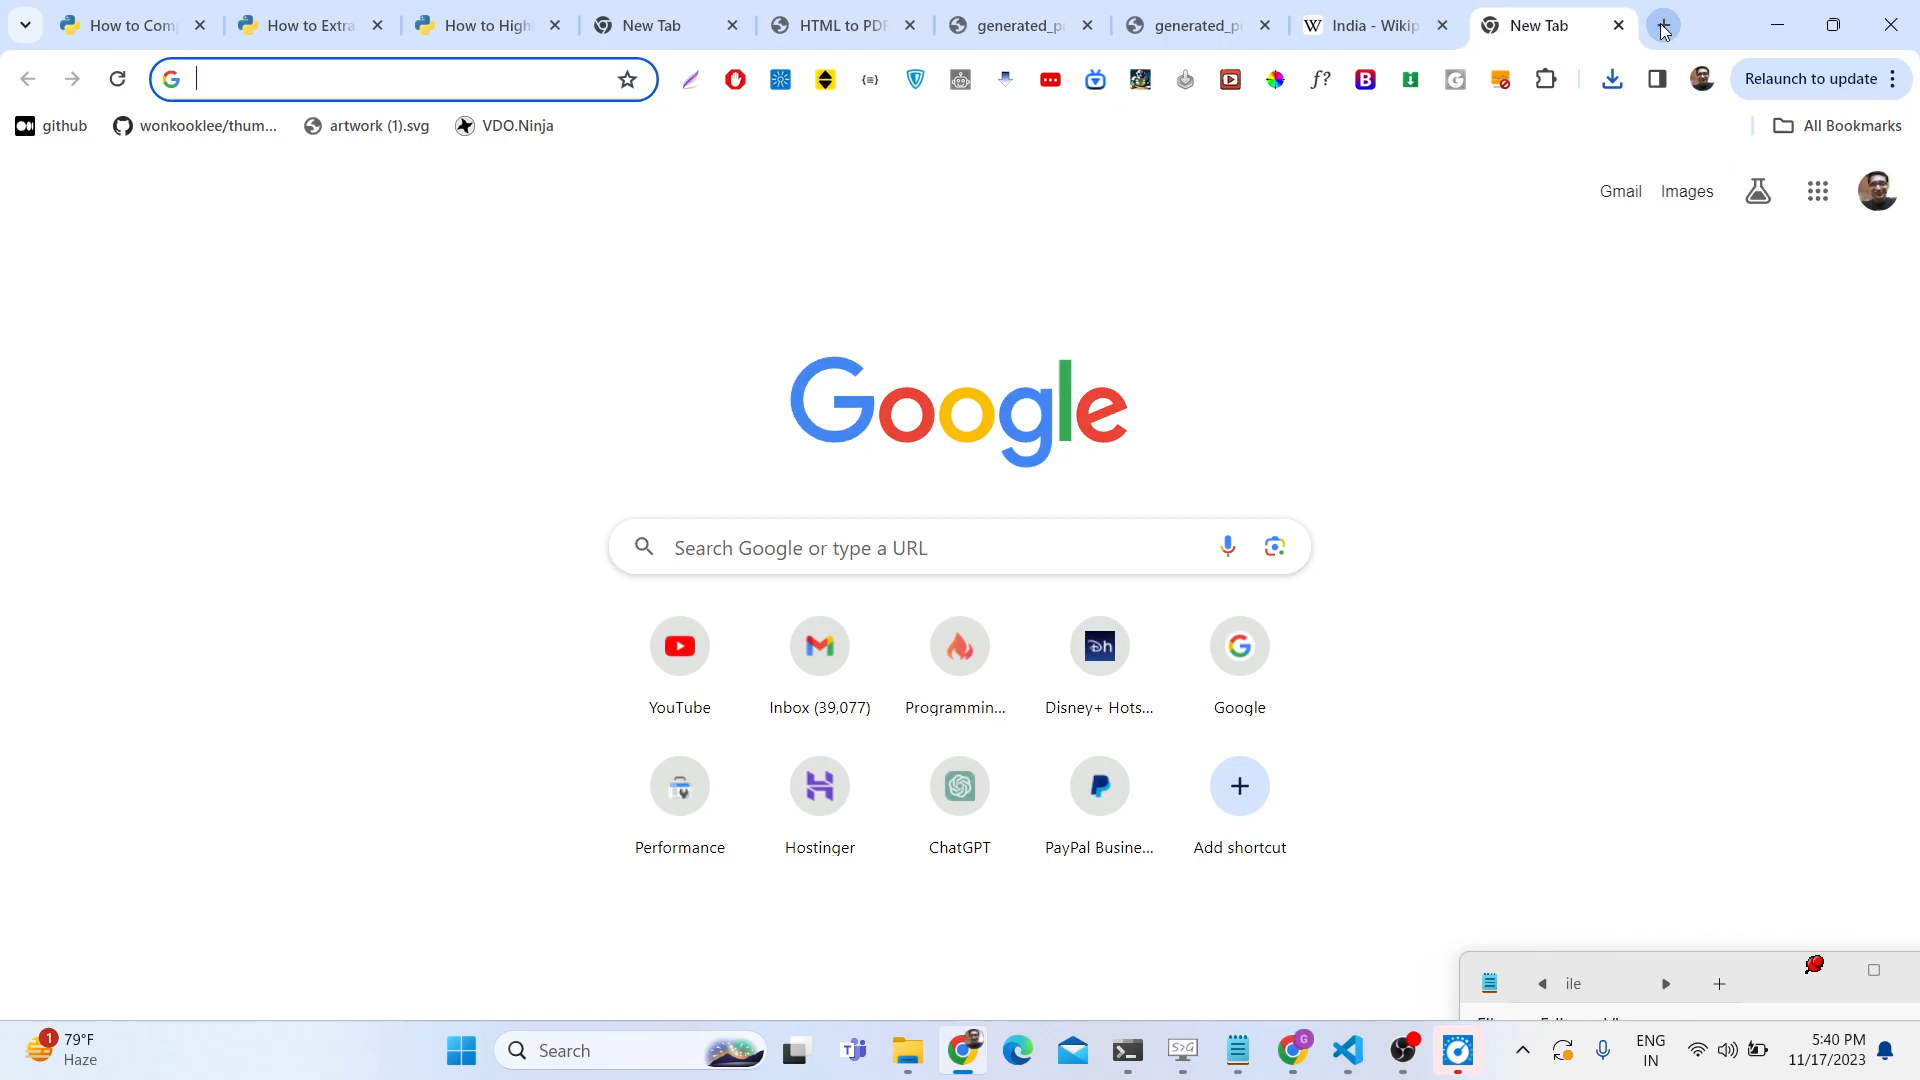 How to Comp How to Extra How to Highl New Tab HTML to PDF generated_p generated_p India - Wikip New Tab
Relaunch to update
github wonkooklee/thum... artwork (1).svg VDO.Ninja All Bookmarks
Gmail Images
Google
Search Google or type a URL
YouTube Inbox (39,077) Programmin... Disney+ Hots... Google
Performance Hostinger ChatGPT PayPal Busine... Add shortcut
ile
79°F
Haze
Search
ENG
IN
5:40 PM
11/17/2023